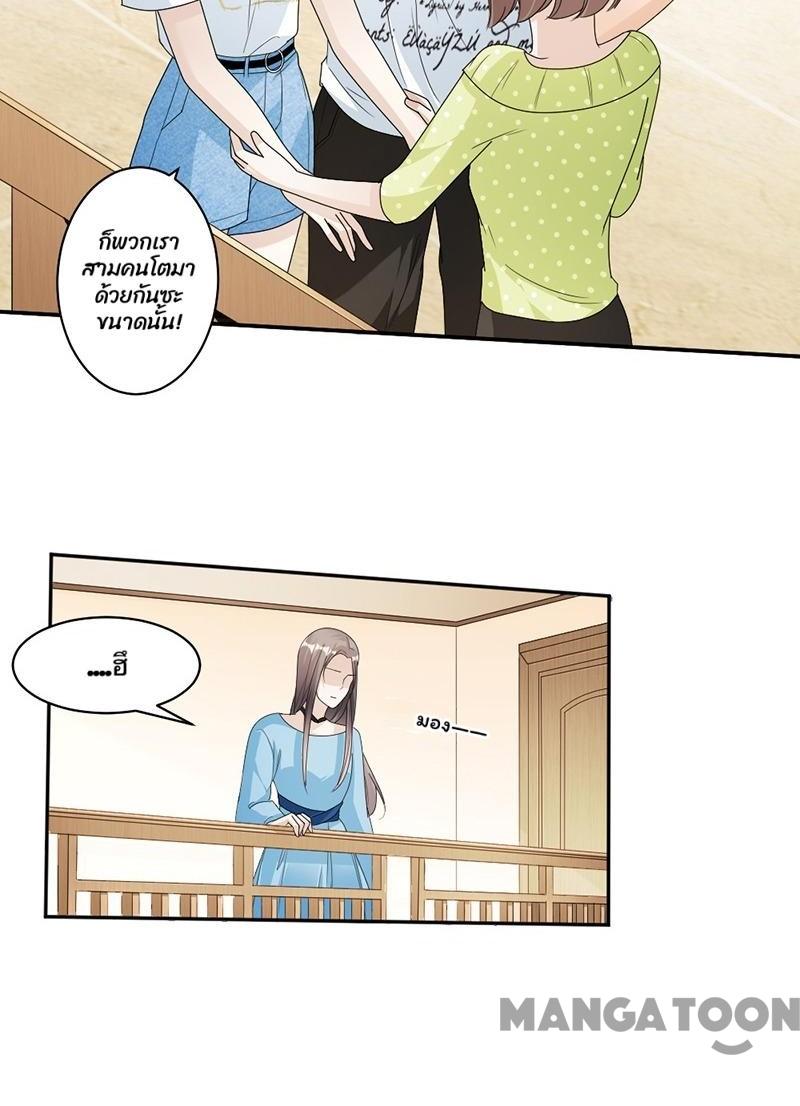 ก็พวกเรา
สามคนโตมา
ด้วยกันซะ
ขนาดนั้น!
.....ฮึ
มอง——
MANGATOON